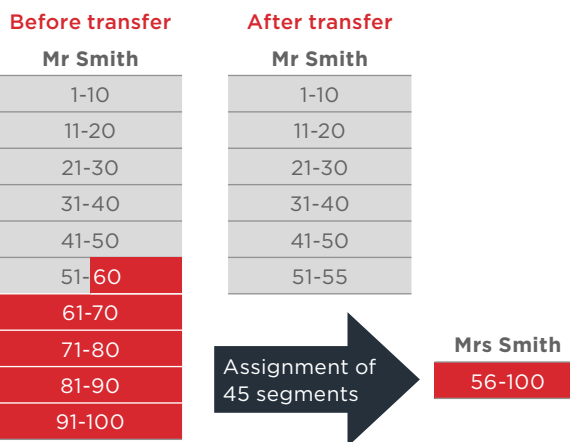 Before transfer
Mr Smith
1-10
11-20
21-30
31-40
41-50
51-60
61-70
71-80
81-90
91-100
After transfer
Mr Smith
1-10
11-20
21-30
31-40
41-50
51-55
Assignment of
45 segments
Mrs Smith
56-100